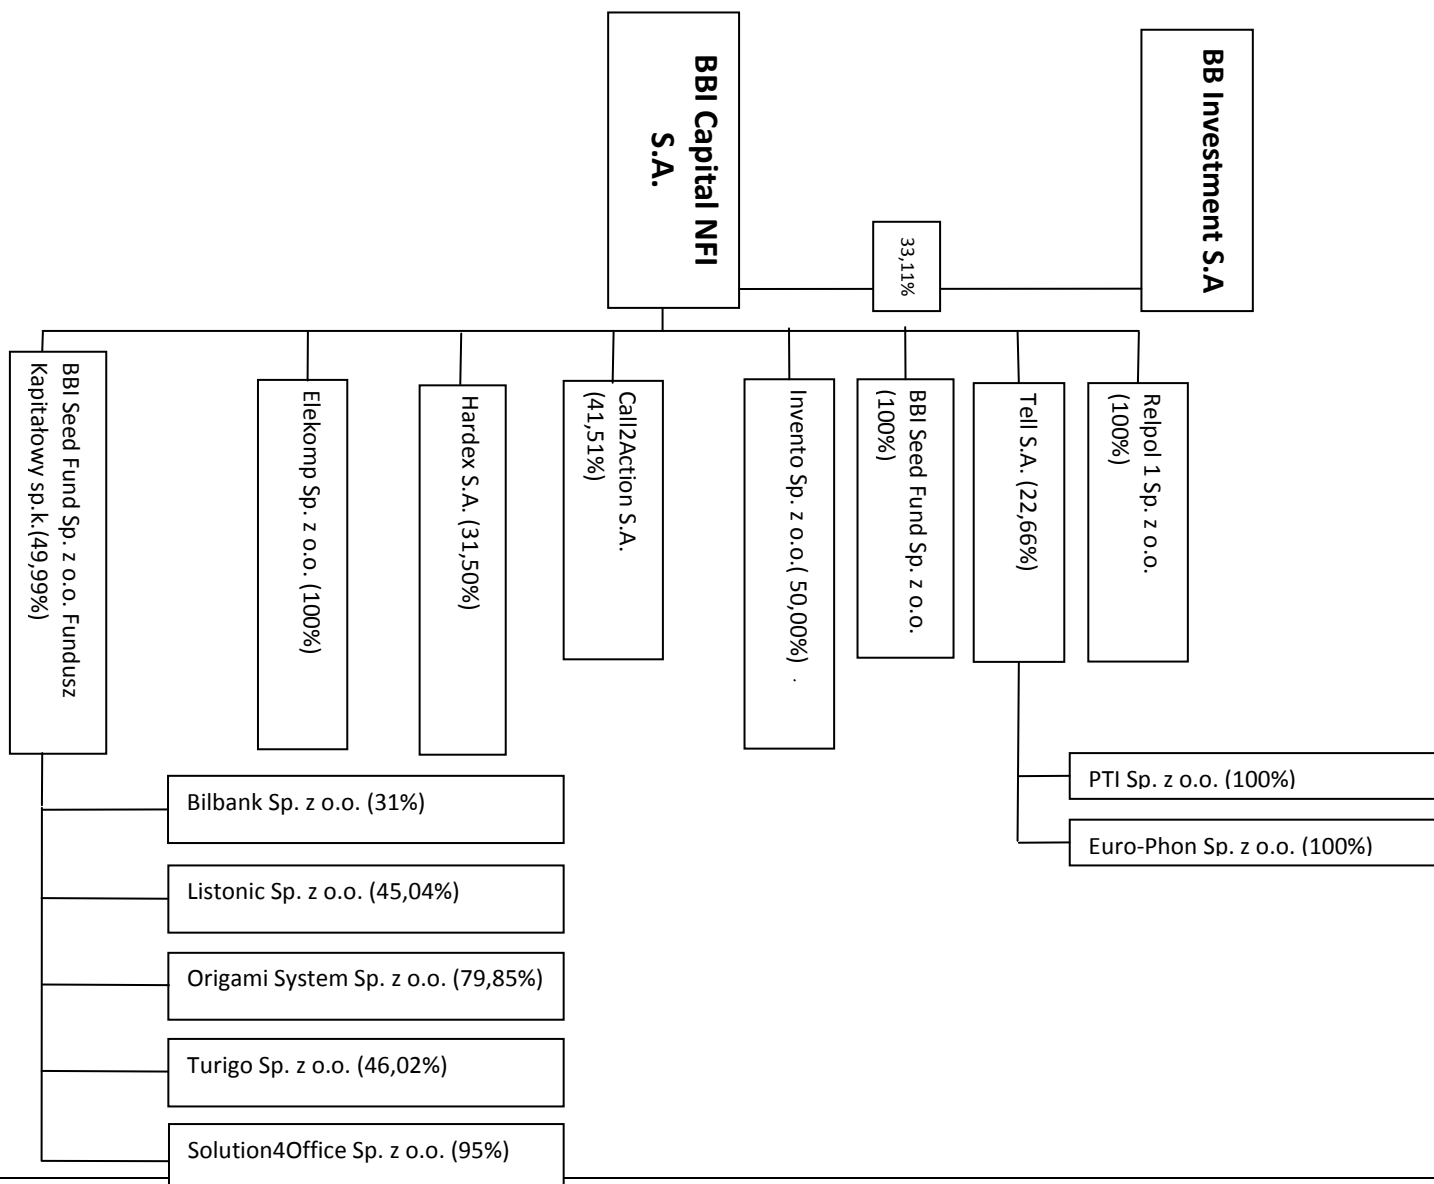 BB Investment S.A
BBI Capital NFI
S.A.
33,11%
BBI Seed Fund Sp. z o.o. Fundusz
Kapitałowy sp.k.(49,99%)
Elekomp Sp. z o.o. (100%)
Hardex S.A. (31,50%)
Call2Action S.A.
(41,51%)
Invento Sp. z o.o.( 50,00%) .
BBI Seed Fund Sp. z o.o.
(100%)
Tell S.A. (22,66%)
Relpol 1 Sp. z o.o.
(100%)
PTI Sp. z o.o. (100%)
Euro-Phon Sp. z o.o. (100%)
Bilbank Sp. z o.o. (31%)
Listonic Sp. z o.o. (45,04%)
Origami System Sp. z o.o. (79,85%)
Turigo Sp. z o.o. (46,02%)
Solution4Office Sp. z o.o. (95%)